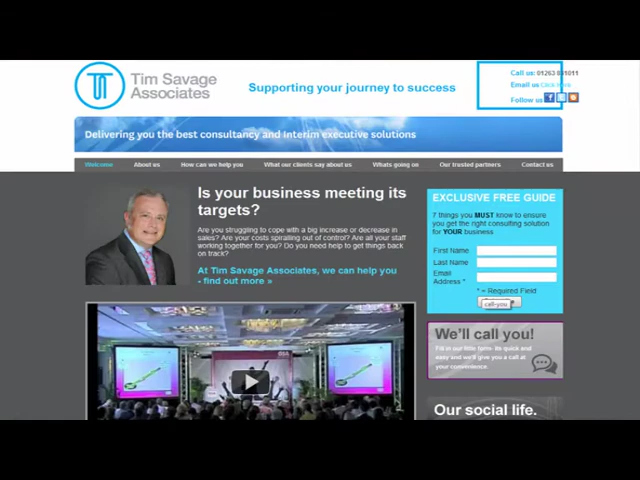 Tim Savage
Associates
Supporting your journey to success
Call us: 01263 8 1011
Email us
Follow us
Delivering you the best consultancy and Interim executive solutions
Welcome About us How can we help you What our clients say about us Whats going on Our trusted partners Contact us
Is your business meeting its
targets?
Are you struggling to cope with a big increase or decrease in
sales? Are your costs spiralling out of control? Are all your staff
working together for you? Do you need help to get things back
on track?
At Tim Savage Associates, we can help you
- find out more »
EXCLUSIVE FREE GUIDE
7 things you MUST know to ensure
you get the right consulting solution
for YOUR business
First Name
Last Name
Email
Address *
* = Required Field
call-you
We'll call you!
Fill in our little form. Its quick and
easy and we'll give you a call at
your convenience.
Our social life.